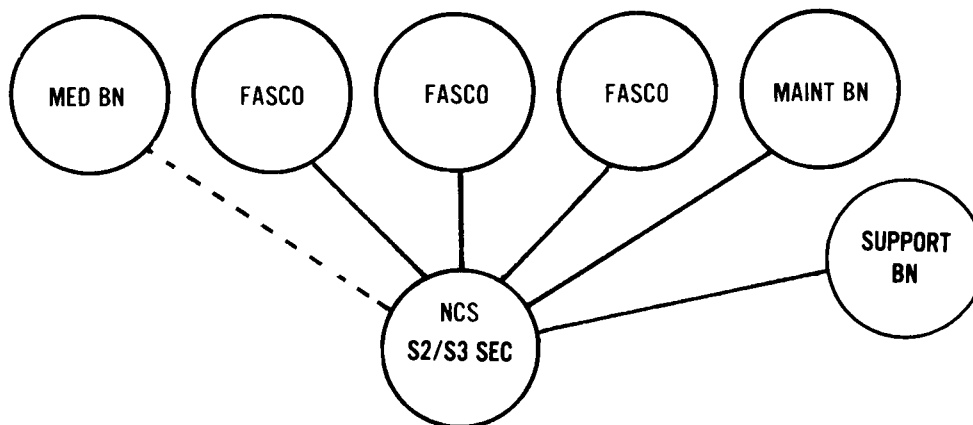 MED BN
FASCO
FASCO
FASCO
MAINT BN
SUPPORT
BN
NCS
S2/S3 SEC